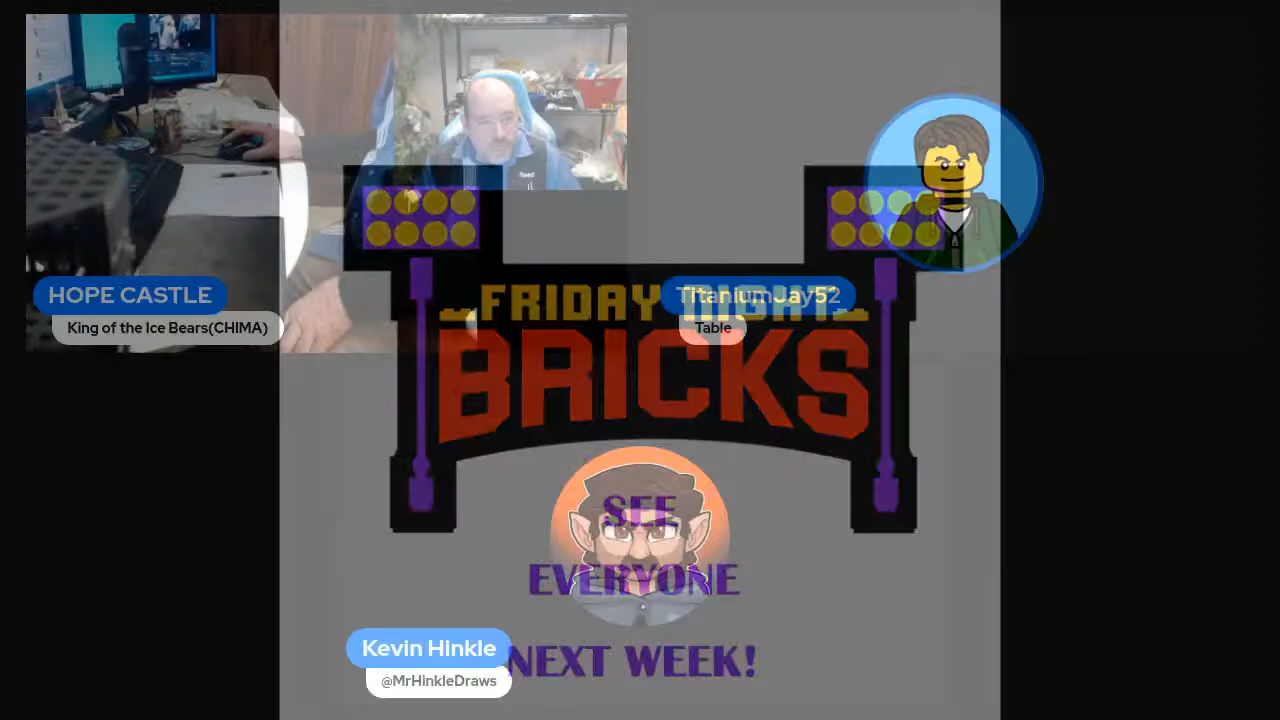 HOPE CASTLE
King of the Ice Bears(CHIMA)
TitaniumJay52
Table
FRIDAY NIGHT
BRICKS
SEE
EVERYONE
NEXT WEEK!
Kevin Hinkle
@MrHinkleDraws